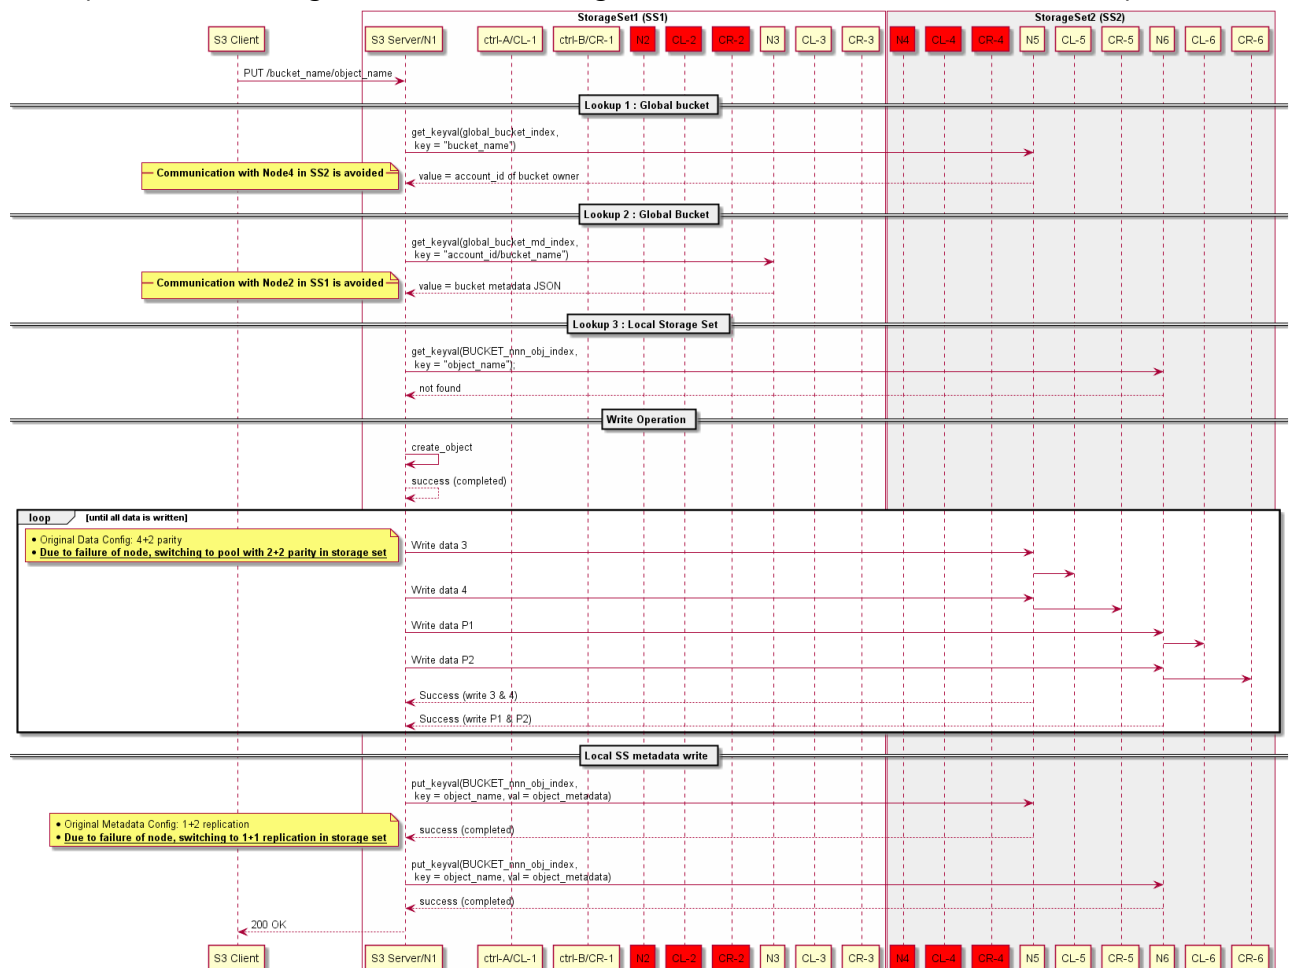 StorageSet1 (SS1)
StorageSet2 (SS2)
S3 Client
S3 Server/N1
ctrl-A/CL-1
ctrl-B/CR-1
N2
CL-2
CR-2
N3
CL-3
CR-3
N4
CL-4
CR-4
N5
CL-5
CR-5
N6
CL-6
CR-6
PUT /bucket_name/object_name
Lookup 1 : Global bucket
get_keyval(global_bucket_index,
key = "bucket_name")
Communication with Node4 in SS2 is avoided
value = account_id of bucket owner
Lookup 2 : Global Bucket
get_keyval(global_bucket_md_index,
key = "account_id/bucket_name")
Communication with Node2 in SS1 is avoided
value = bucket metadata JSON
Lookup 3 : Local Storage Set
get_keyval(BUCKET_nnn_obj_index,
key = "object_name");
not found
Write Operation
create_object
success (completed)
loop
[until all data is written]
• Original Data Config: 4+2 parity
• Due to failure of node, switching to pool with 2+2 parity in storage set
Write data 3
Write data 4
Write data P1
Write data P2
Success (write 3 & 4)
Success (write P1 & P2)
Local SS metadata write
put_keyval(BUCKET_nnn_obj_index,
key = object_name, val = object_metadata)
• Original Metadata Config: 1+2 replication
• Due to failure of node, switching to 1+1 replication in storage set
success (completed)
put_keyval(BUCKET_nnn_obj_index,
key = object_name, val = object_metadata)
success (completed)
200 OK
S3 Client
S3 Server/N1
ctrl-A/CL-1
ctrl-B/CR-1
N2
CL-2
CR-2
N3
CL-3
CR-3
N4
CL-4
CR-4
N5
CL-5
CR-5
N6
CL-6
CR-6